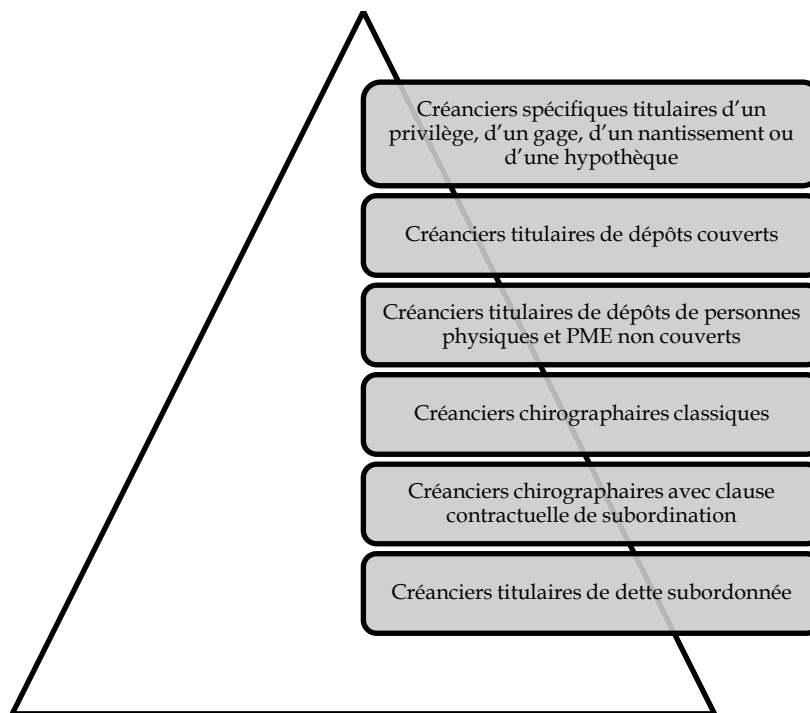 Créanciers spécifiques titulaires d’un
privilège, d’un gage, d’un nantissement ou
d’une hypothèque
Créanciers titulaires de dépôts couverts
Créanciers titulaires de dépôts de personnes
physiques et PME non couverts
Créanciers chirographaires classiques
Créanciers chirographaires avec clause
contractuelle de subordination
Créanciers titulaires de dette subordonnée